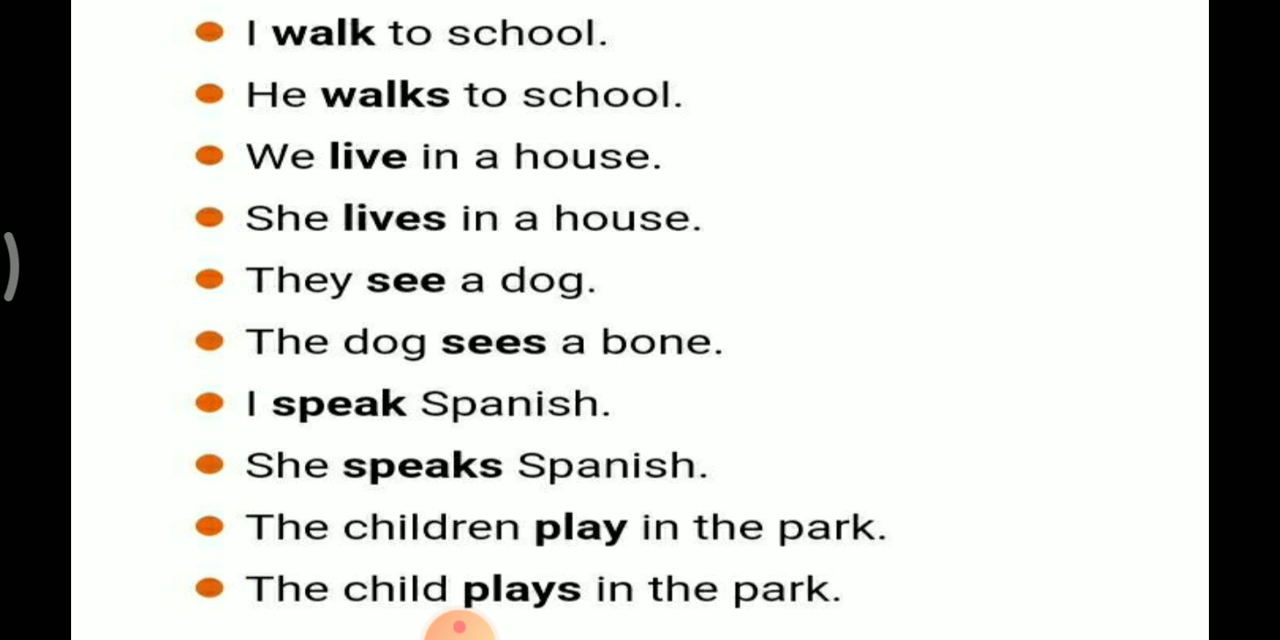 I walk to school.
He walks to school.
We live in a house.
She lives in a house.
They see a dog.
The dog sees a bone.
I speak Spanish.
She speaks Spanish.
The children play in the park.
The child plays in the park.